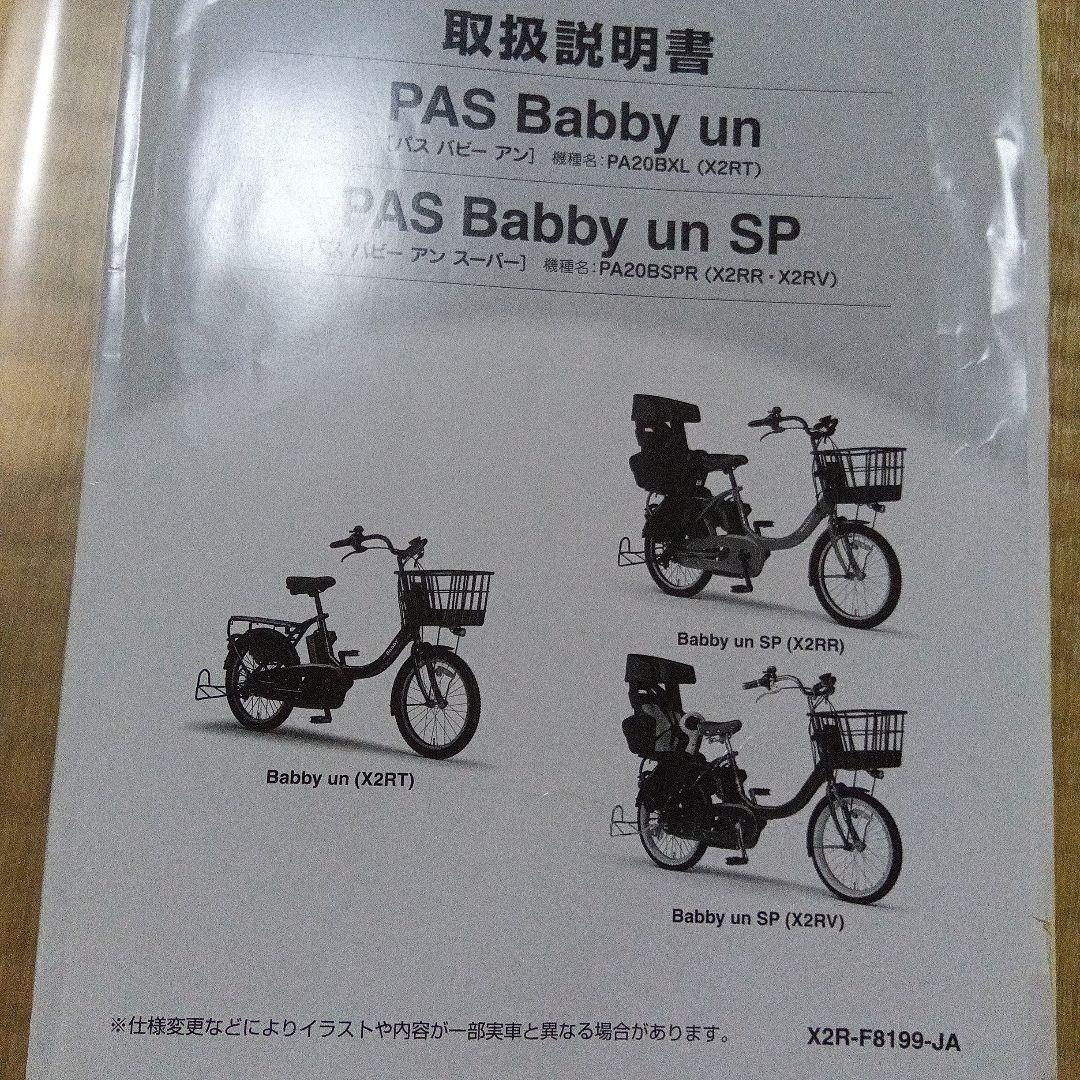 取扱説明書
PAS Babby un
[パス バビー アン] 機種名:PA20BXL (X2RT)
PAS Babby un SP
[パス バビー アン スーパー] 機種名:PA20BSPR (X2RR・X2RV)
Babby un SP (X2RR)
Babby un (X2RT)
Babby un SP (X2RV)
※仕様変更などによりイラストや内容が一部実車と異なる場合があります。
X2R-F8199-JA